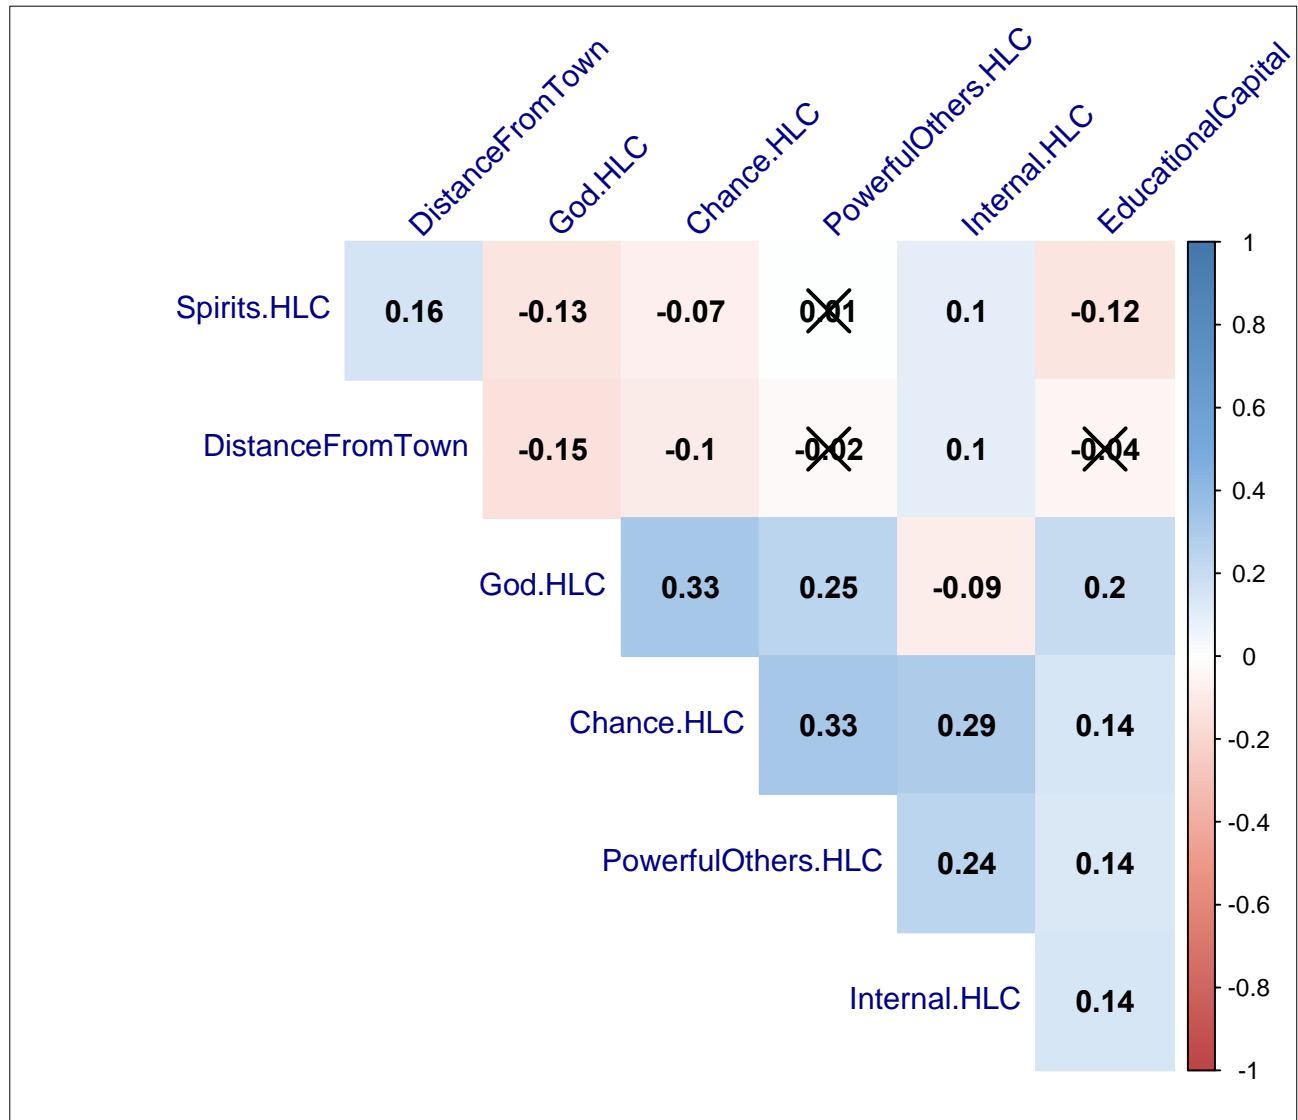 DistanceFromTown
God.HLC
Chance.HLC
PowerfulOthers.HLC
Internal.HLC
EducationalCapital
Spirits.HLC 0.16 -0.13 -0.07 0.01 0.1 -0.12
DistanceFromTown -0.15 -0.1 -0.02 0.1 -0.04
God.HLC 0.33 0.25 -0.09 0.2
Chance.HLC 0.33 0.29 0.14
PowerfulOthers.HLC 0.24 0.14
Internal.HLC 0.14
1
0.8
0.6
0.4
0.2
0
-0.2
-0.4
-0.6
-0.8
-1